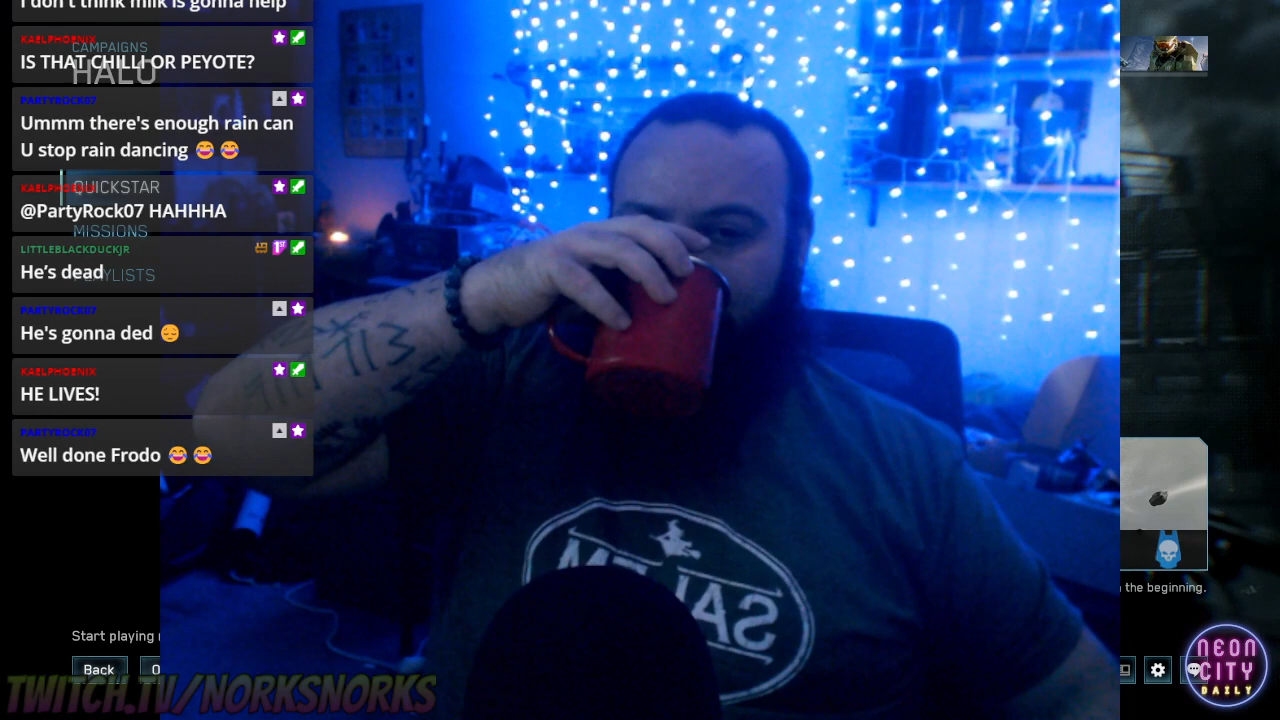 I don't think milk is gonna help
KAELPHOENIX
IS THAT CHILLI OR PEYOTE?
CAMPAIGNS
HALO
PARTYROCK07
Ummm there's enough rain can
U stop rain dancing 😂 😂
KAELPHOENIX
@PartyRock07 HAHHHA
QUICKSTAR
MISSIONS
LITTLEBLACKDUCKJR
He's dead
PLAYLISTS
PARTYROCK07
He's gonna ded 😔
KAELPHOENIX
HE LIVES!
PARTYROCK07
Well done Frodo 😂 😂
SALEM
the beginning.
Start playing
Back
TWITCH.TV/NORKSNORKS
NEON
CITY
DAILY